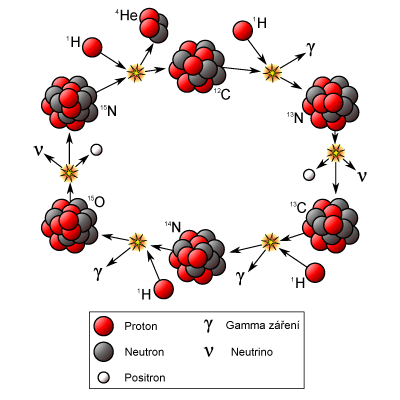 ⁴He
¹H
¹H
γ
¹²C
¹⁵N
¹³N
ν
ν
¹⁵O
¹³C
¹⁴N
γ
γ
¹H
¹H
Proton γ Gamma záření
Neutron ν Neutrino
Positron